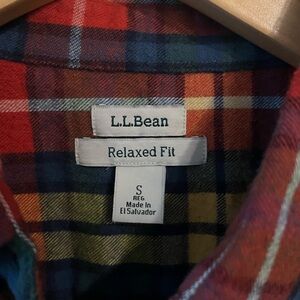 L.L.Bean
Relaxed Fit
S
REG
Made In
El Salvador